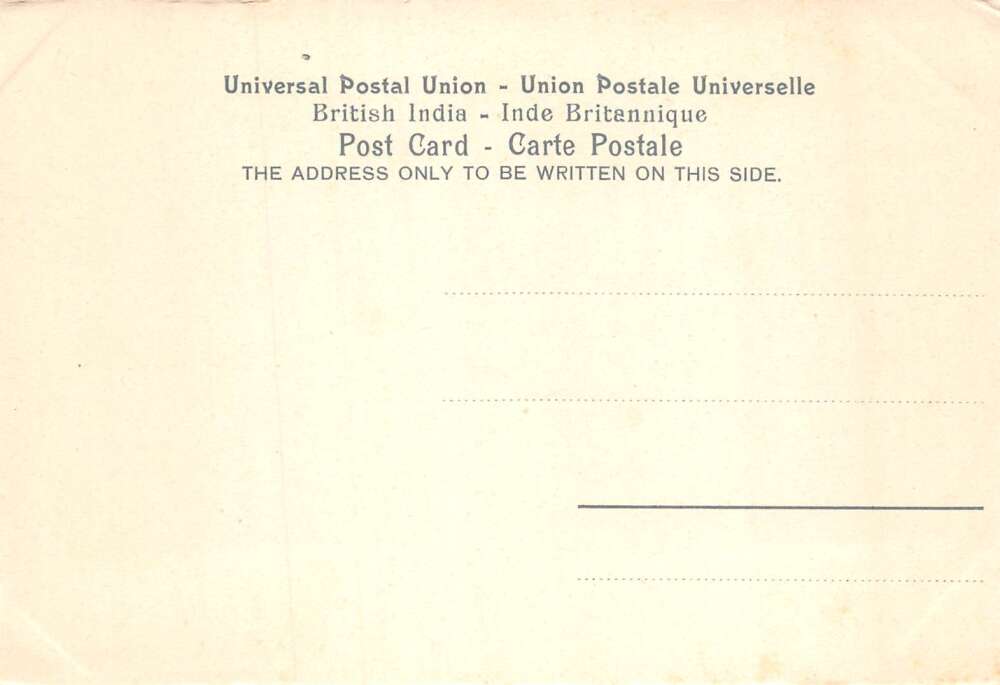 Universal Postal Union - Union Postale Universelle
British India - Inde Britannique
Post Card - Carte Postale
THE ADDRESS ONLY TO BE WRITTEN ON THIS SIDE.